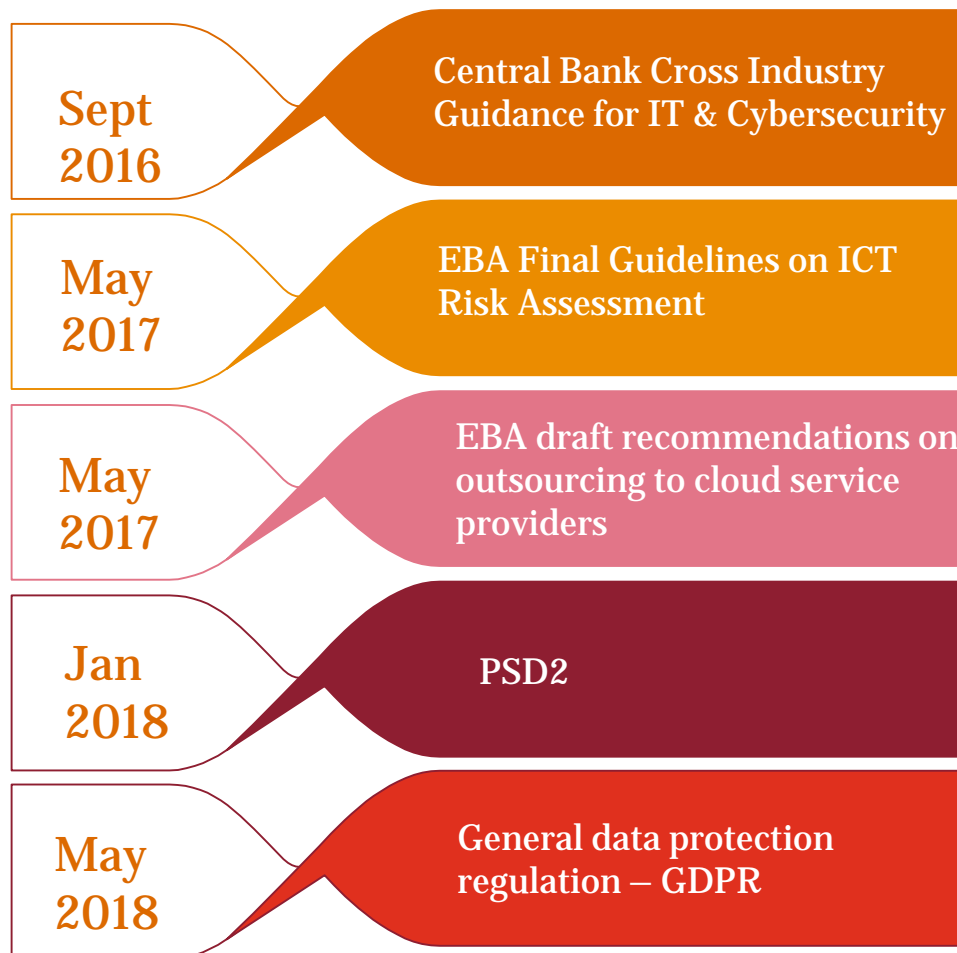 Sept
2016
Central Bank Cross Industry
Guidance for IT & Cybersecurity
May
2017
EBA Final Guidelines on ICT
Risk Assessment
May
2017
EBA draft recommendations on
outsourcing to cloud service
providers
Jan
2018
PSD2
May
2018
General data protection
regulation – GDPR